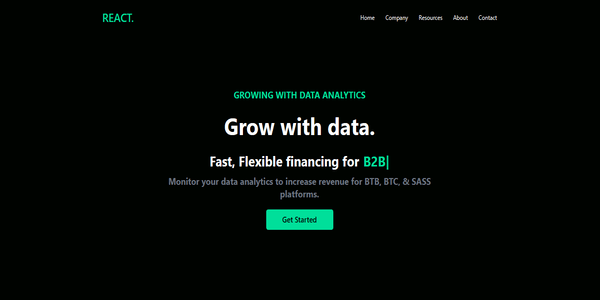 REACT.
Home Company Resources About Contact
GROWING WITH DATA ANALYTICS
Grow with data.
Fast, Flexible financing for B2B|
Monitor your data analytics to increase revenue for BTB, BTC, & SASS
platforms.
Get Started